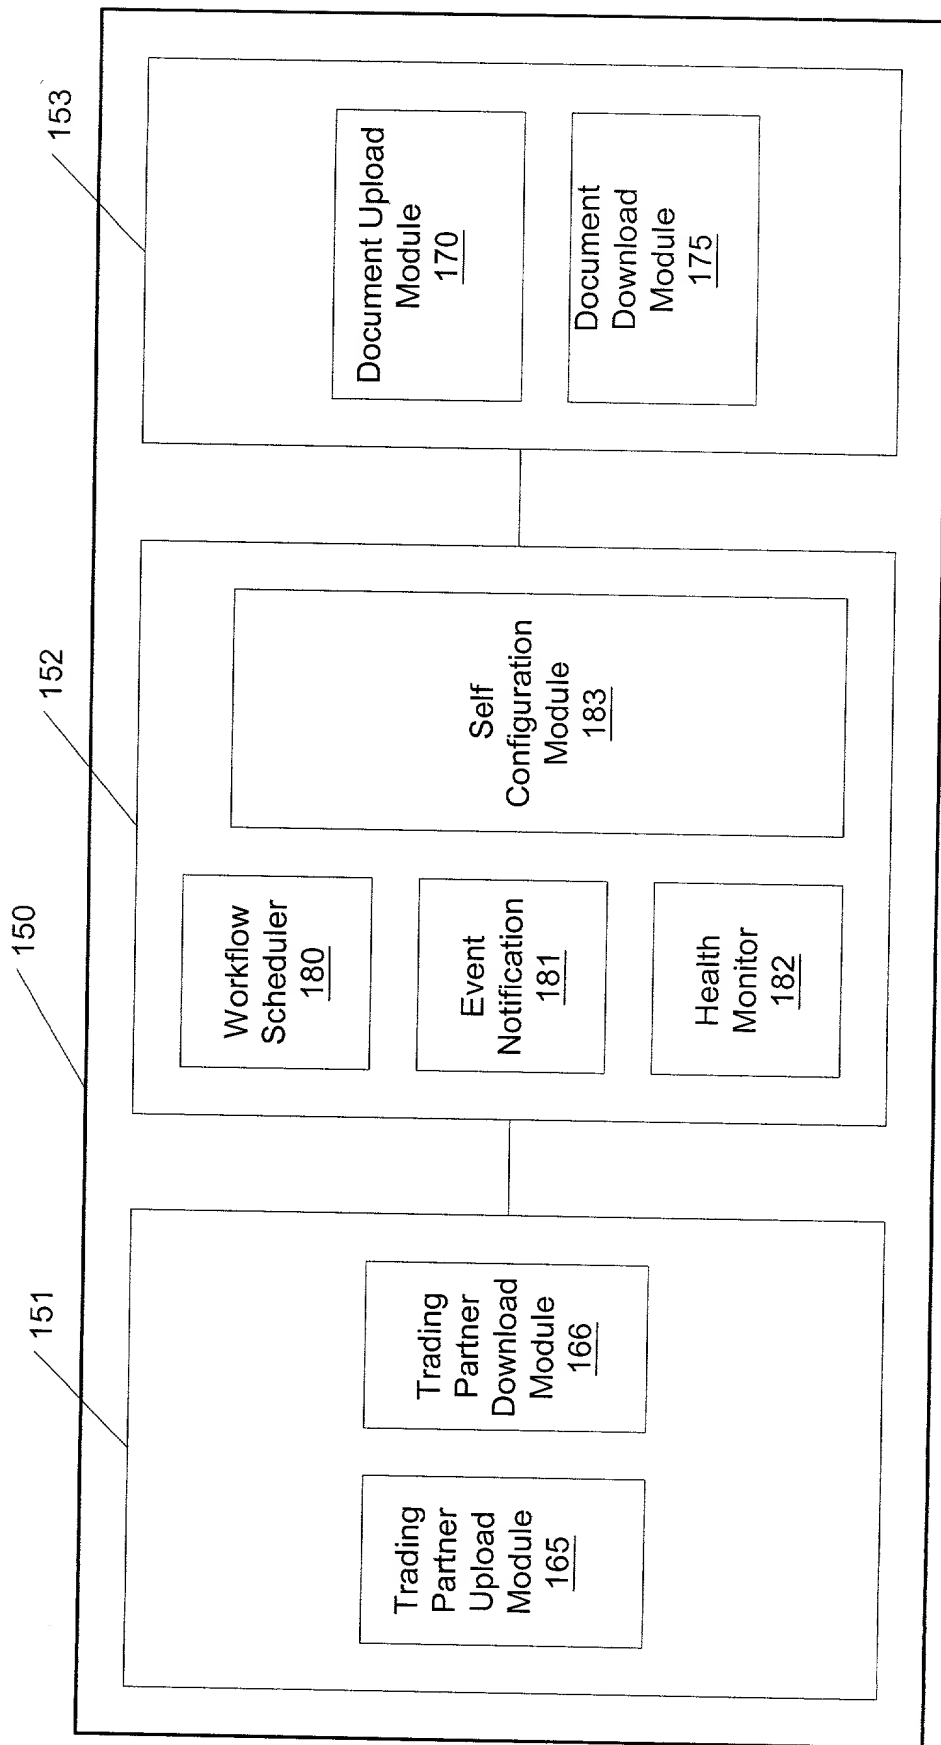 150
151
152
153
Trading
Partner
Upload
Module
165
Trading
Partner
Download
Module
166
Workflow
Scheduler
180
Event
Notification
181
Health
Monitor
182
Self
Configuration
Module
183
Document Upload
Module
170
Document
Download
Module
175